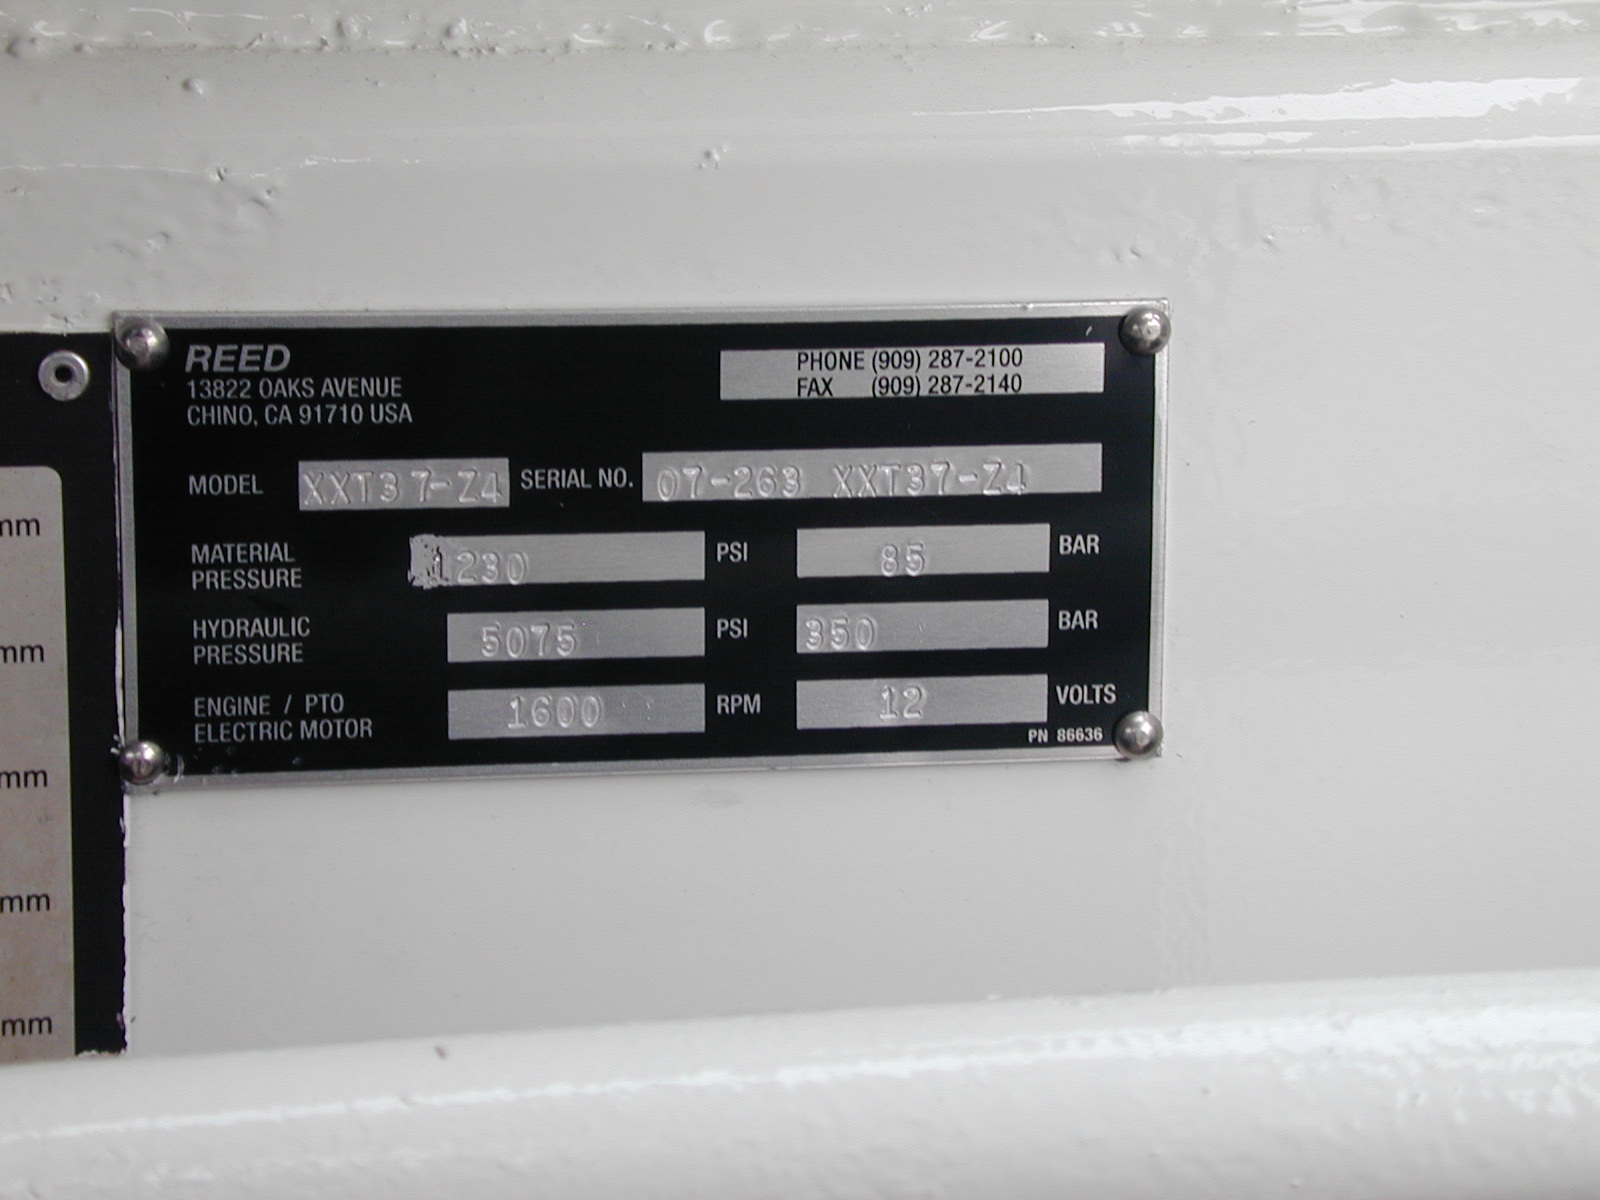 REED
13822 OAKS AVENUE
CHINO, CA 91710 USA
PHONE (909) 287-2100
FAX (909) 287-2140
MODEL XXT37-Z4 SERIAL NO. 07-263 XXT37-Z4
MATERIAL PRESSURE 1230 PSI 85 BAR
HYDRAULIC PRESSURE 5075 PSI 350 BAR
ENGINE / PTO ELECTRIC MOTOR 1600 RPM 12 VOLTS
PN 86636
mm
mm
mm
mm
mm